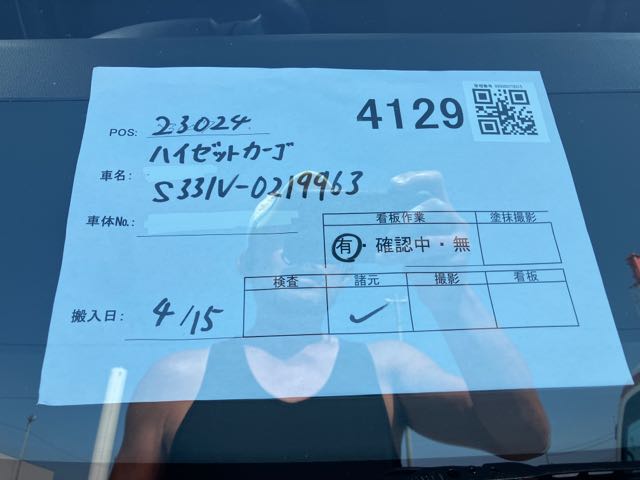 POS: 23024
4129
車名: ハイゼットカーゴ
S331V-0219963
車体No.:
看板作業 塗抹撮影
有・確認中・無
検査 諸元 撮影 看板
搬入日: 4/15 ✓